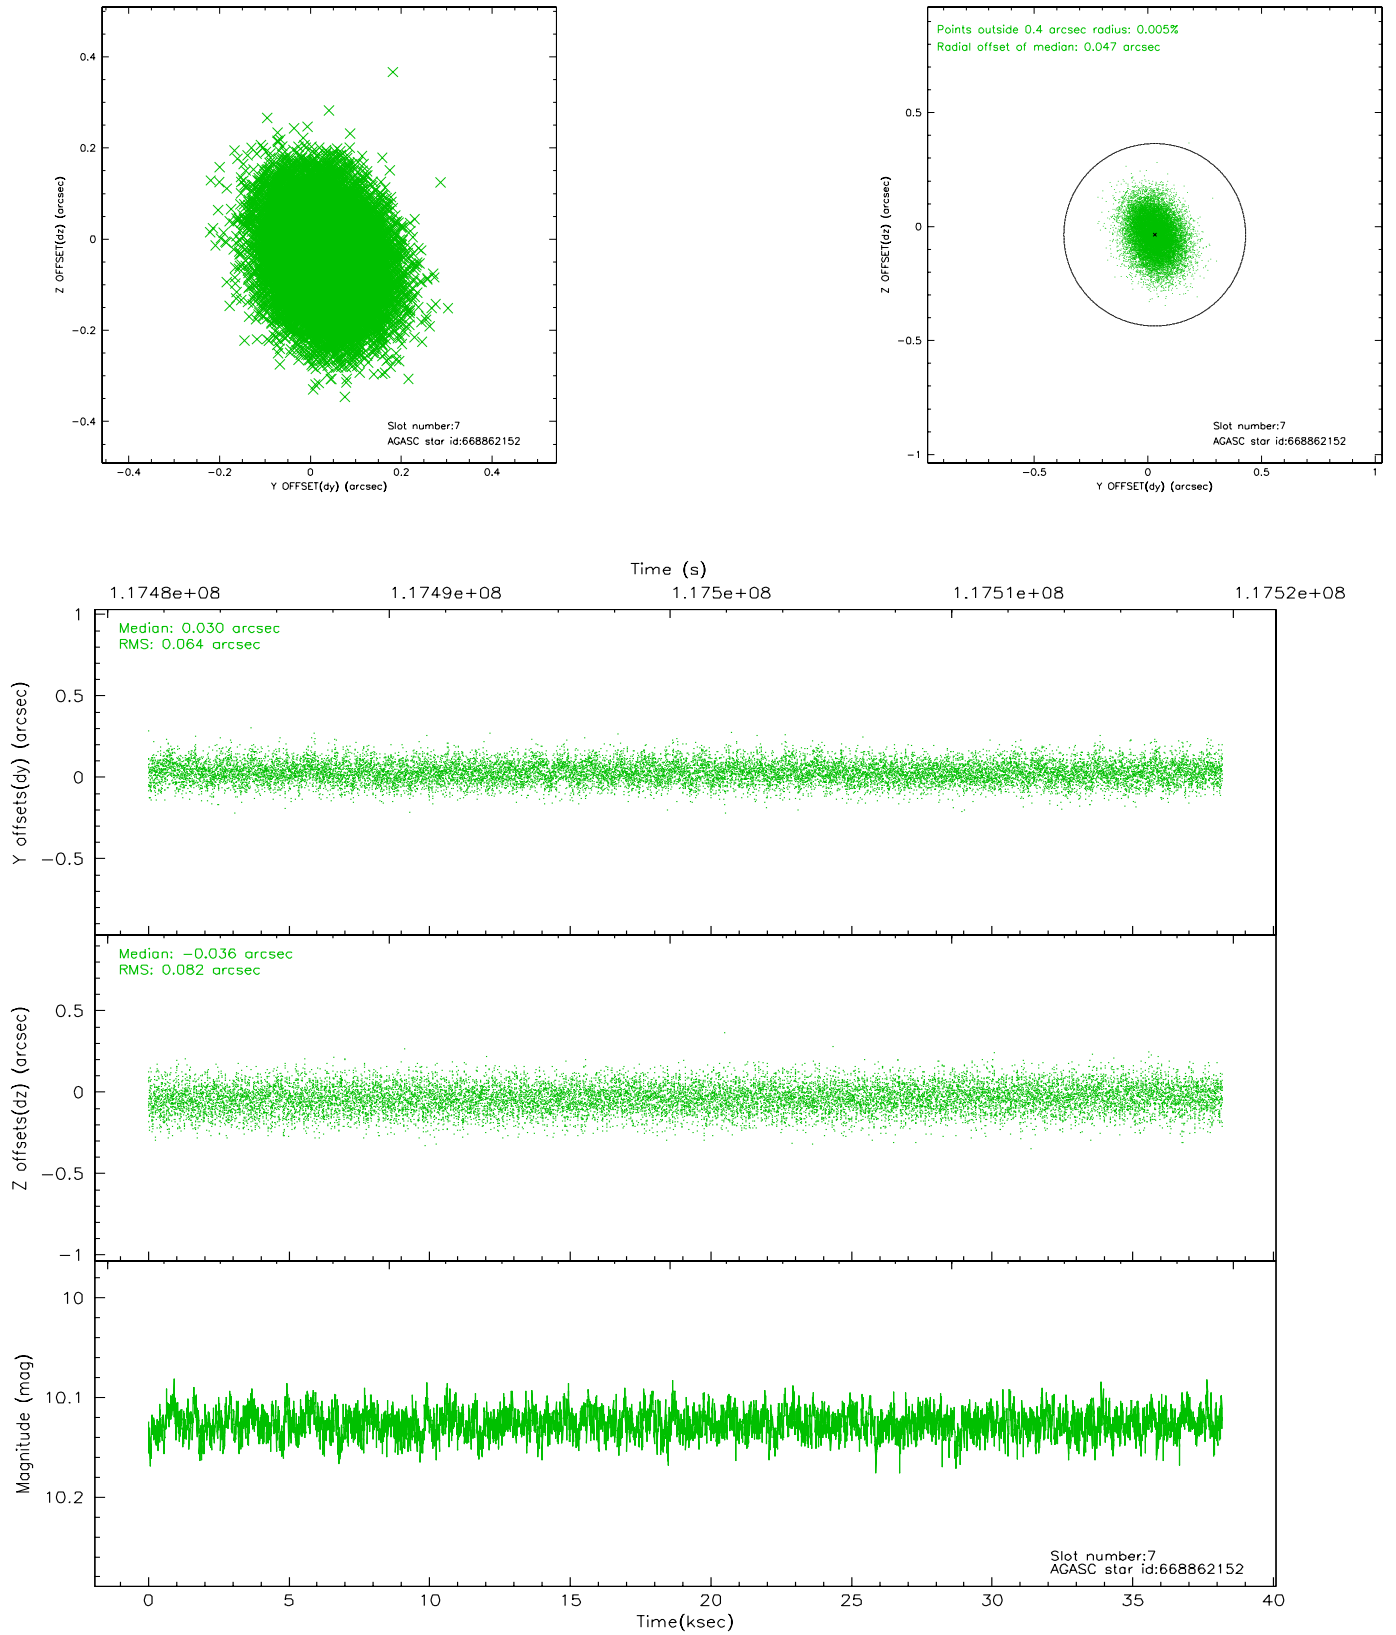 0.4
0.2
0
−0.2
−0.4
Z OFFSET(dz) (arcsec)
−0.4
−0.2
0
0.2
0.4
Y OFFSET(dy) (arcsec)
Slot number:7
AGASC star id:668862152
Points outside 0.4 arcsec radius: 0.005%
Radial offset of median: 0.047 arcsec
0.5
0
−0.5
−1
Z OFFSET(dz) (arcsec)
−0.5
0
0.5
1
Y OFFSET(dy) (arcsec)
Slot number:7
AGASC star id:668862152
Time (s)
1.1748e+08
1.1749e+08
1.175e+08
1.1751e+08
1.1752e+08
Median: 0.030 arcsec
RMS: 0.064 arcsec
1
0.5
0
−0.5
Y offsets(dy) (arcsec)
Median: −0.036 arcsec
RMS: 0.082 arcsec
0.5
0
−0.5
−1
Z offsets(dz) (arcsec)
10
10.1
10.2
Magnitude (mag)
Slot number:7
AGASC star id:668862152
0
5
10
15
20
25
30
35
40
Time(ksec)